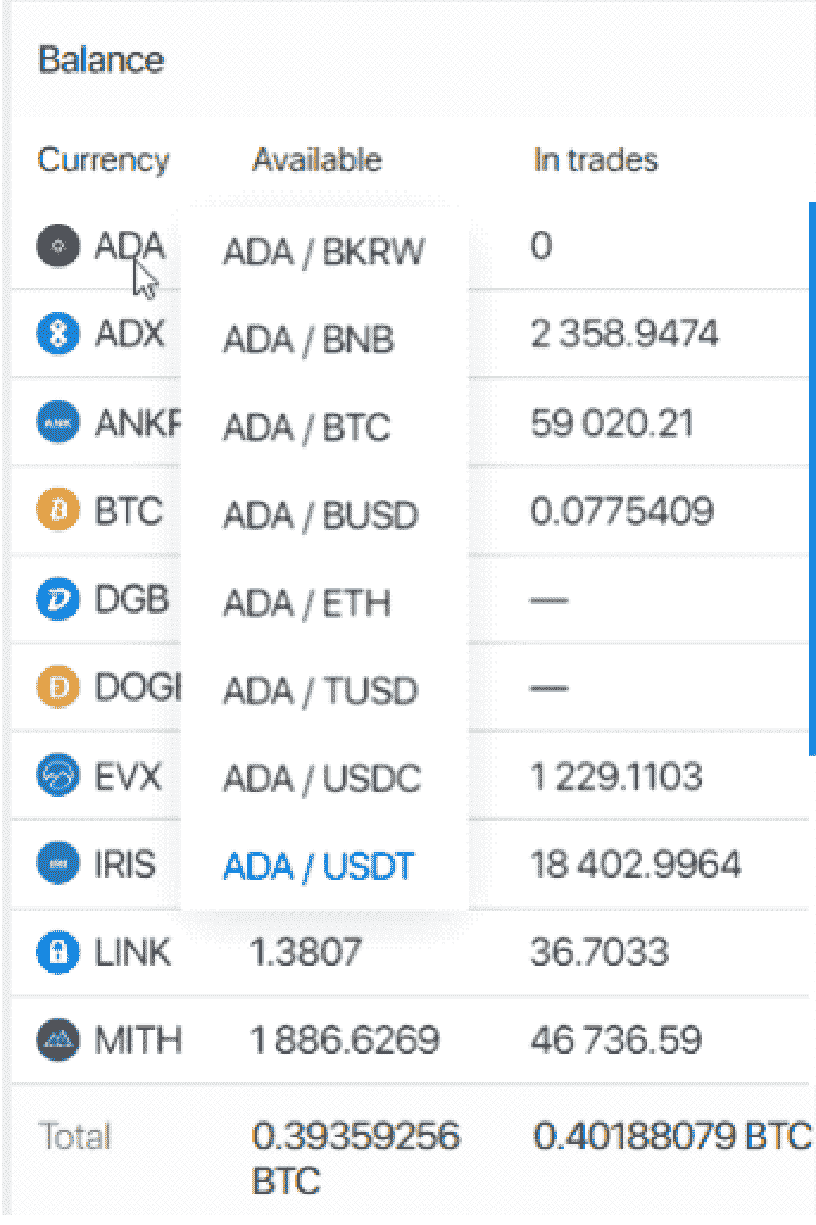 Balance
Currency Available In trades
ADA ADA / BKRW 0
ADX ADA / BNB 2 358.9474
ANKR ADA / BTC 59 020.21
BTC ADA / BUSD 0.0775409
DGB ADA / ETH —
DOGE ADA / TUSD —
EVX ADA / USDC 1 229.1103
IRIS ADA / USDT 18 402.9964
LINK 1.3807 36.7033
MITH 1 886.6269 46 736.59
Total 0.39359256 0.40188079 BTC
BTC